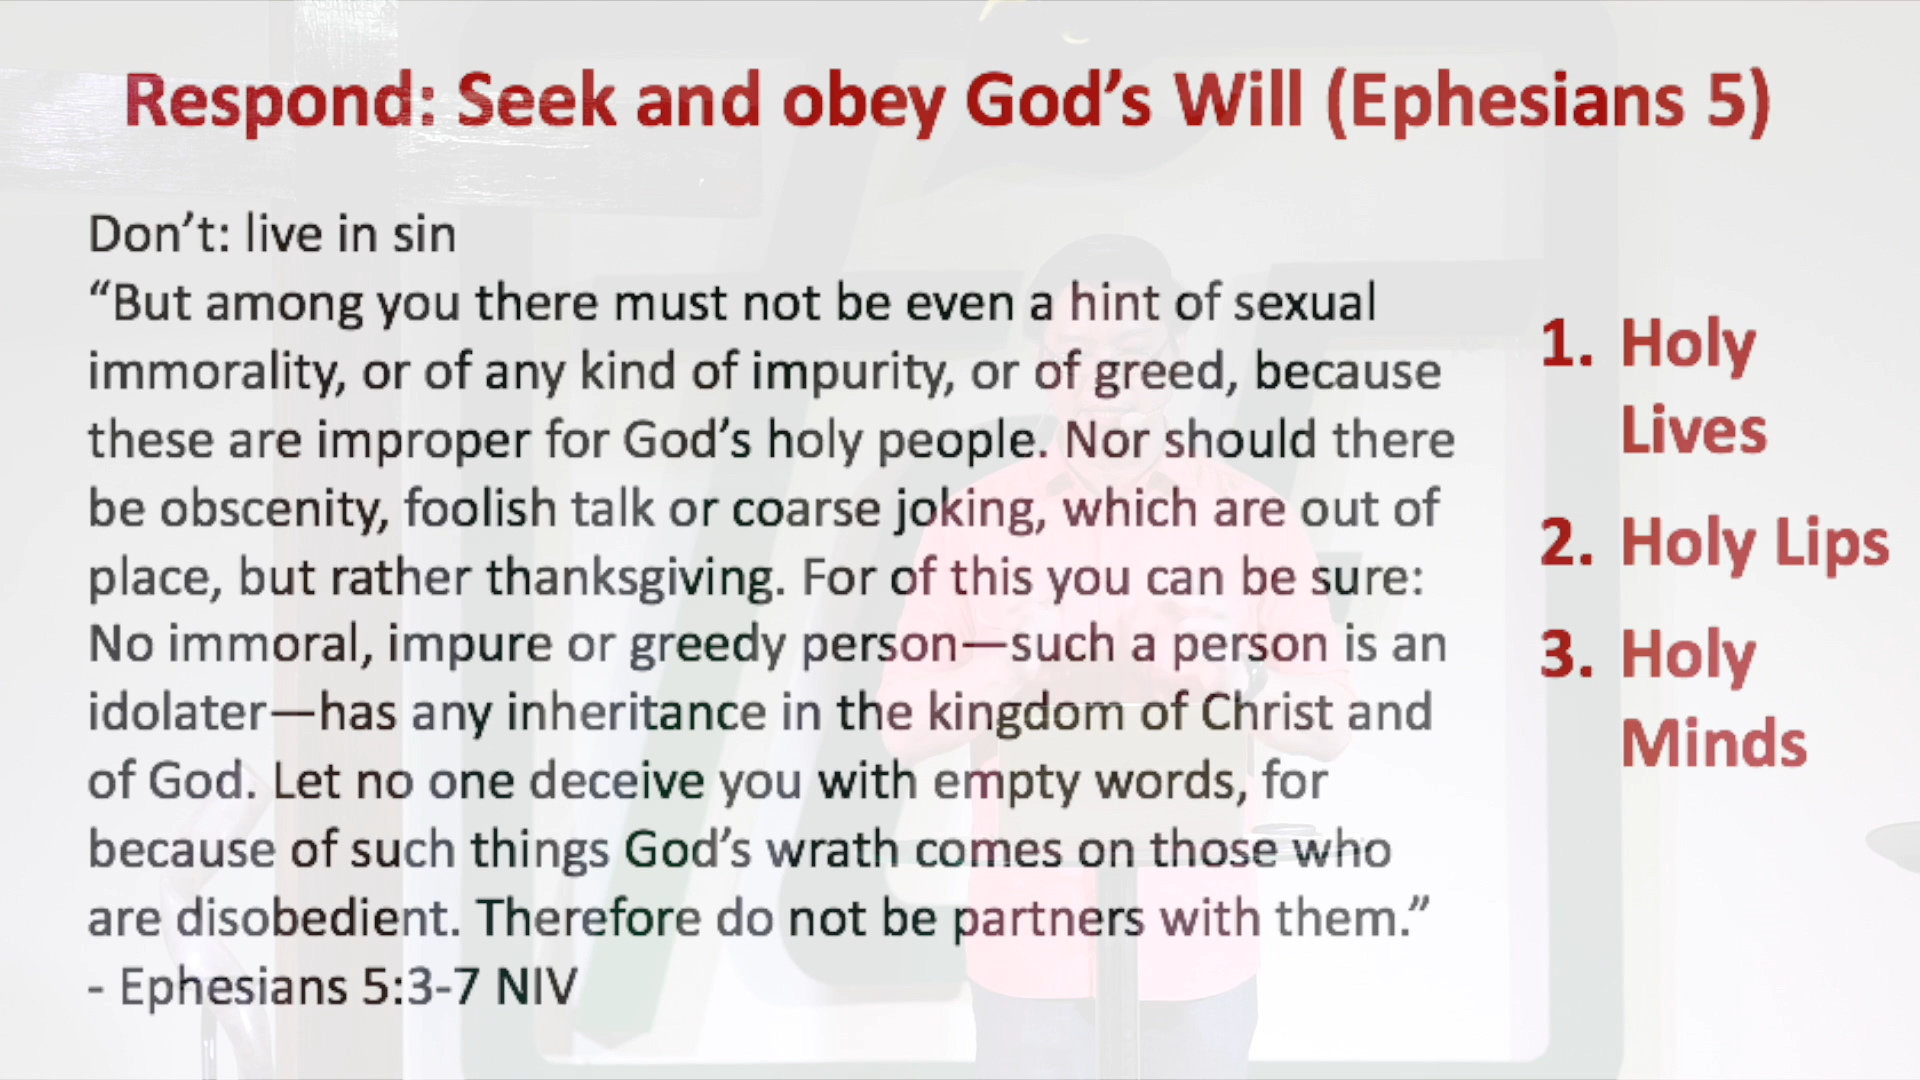 Respond: Seek and obey God’s Will (Ephesians 5)
Don’t: live in sin
“But among you there must not be even a hint of sexual
immorality, or of any kind of impurity, or of greed, because
these are improper for God’s holy people. Nor should there
be obscenity, foolish talk or coarse joking, which are out of
place, but rather thanksgiving. For of this you can be sure:
No immoral, impure or greedy person—such a person is an
idolater—has any inheritance in the kingdom of Christ and
of God. Let no one deceive you with empty words, for
because of such things God’s wrath comes on those who
are disobedient. Therefore do not be partners with them.”
- Ephesians 5:3-7 NIV
1. Holy
Lives
2. Holy Lips
3. Holy
Minds